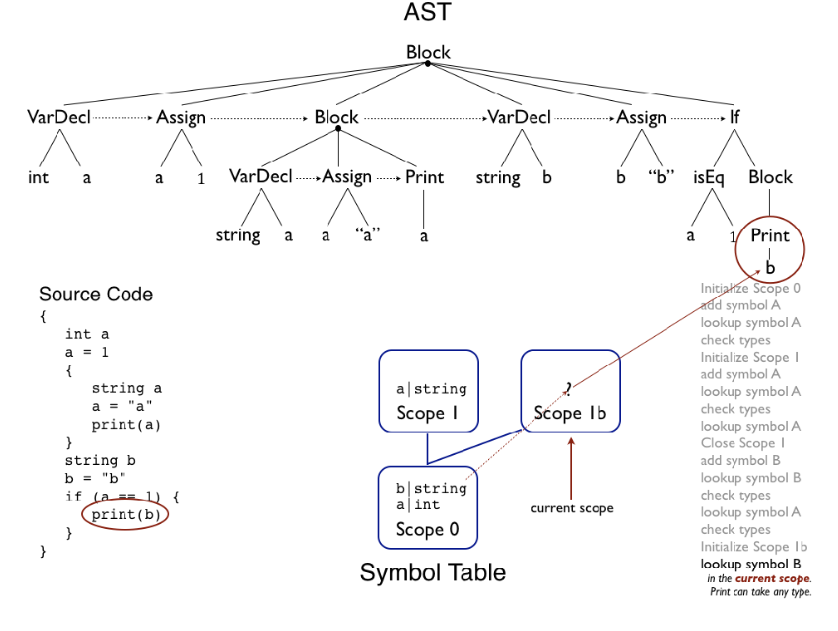 AST
Block
VarDecl Assign Block VarDecl Assign If
int a a 1 VarDecl Assign Print string b b “b” isEq Block
string a a “a” a a 1 Print
b
Source Code
{
int a
a = 1
{
string a
a = "a"
print(a)
}
string b
b = "b"
if (a == 1) {
print(b)
}
}
a|string
Scope 1
?
Scope 1b
b|string
a|int
Scope 0
current scope
Symbol Table
Initialize Scope 0
add symbol A
lookup symbol A
check types
Initialize Scope 1
add symbol A
lookup symbol A
check types
lookup symbol A
Close Scope 1
add symbol B
lookup symbol B
check types
lookup symbol A
check types
Initialize Scope 1b
lookup symbol B
in the current scope.
Print can take any type.